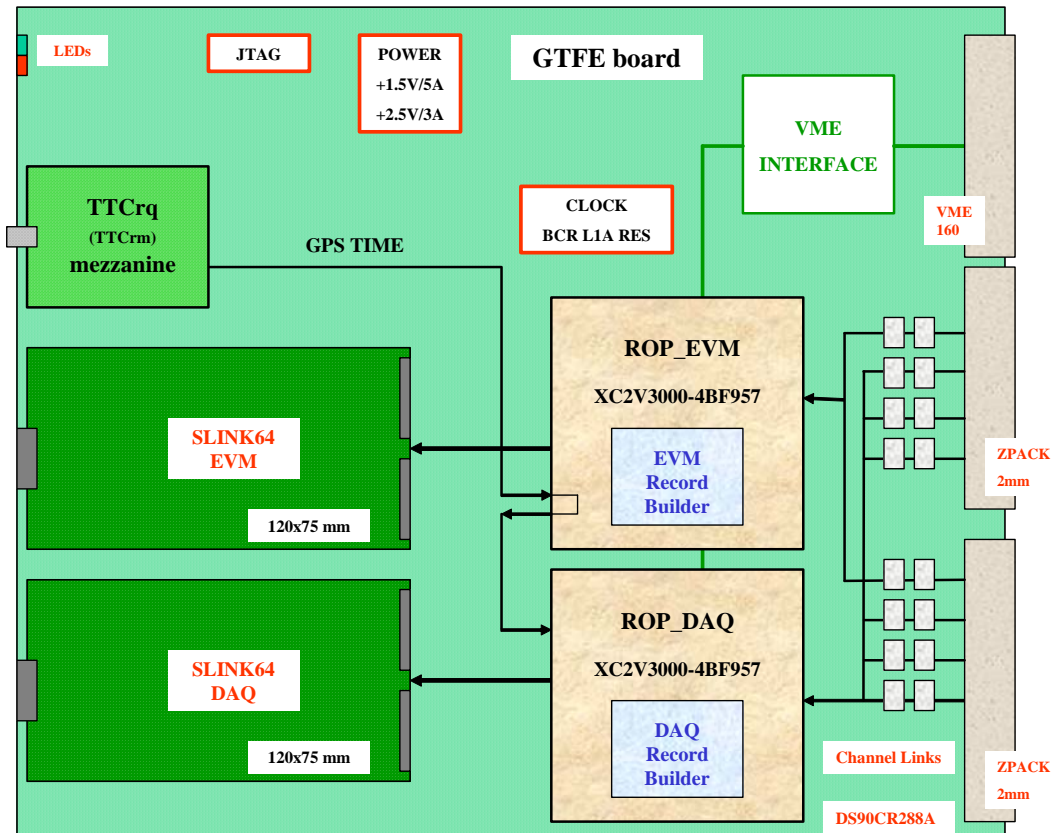 LEDs
JTAG
POWER
+1.5V/5A
+2.5V/3A
GTFE board
VME
INTERFACE
VME
160
TTCrq
(TTCrm)
mezzanine
GPS TIME
CLOCK
BCR L1A RES
ROP_EVM
XC2V3000-4BF957
EVM
Record
Builder
SLINK64
EVM
120x75 mm
ZPACK
2mm
ROP_DAQ
XC2V3000-4BF957
DAQ
Record
Builder
SLINK64
DAQ
120x75 mm
Channel Links
DS90CR288A
ZPACK
2mm